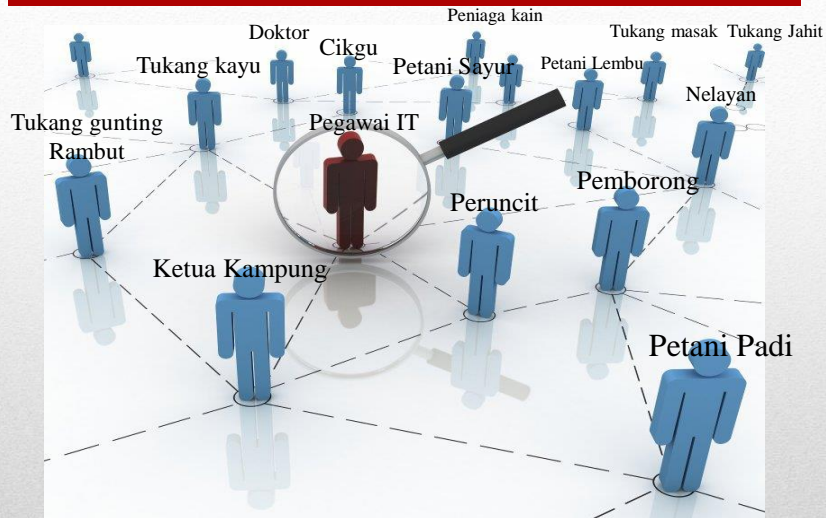 Peniaga kain
Doktor
Cikgu
Tukang masak Tukang Jahit
Tukang kayu
Petani Sayur
Petani Lembu
Nelayan
Tukang gunting
Rambut
Pegawai IT
Peruncit
Pemborong
Ketua Kampung
Petani Padi